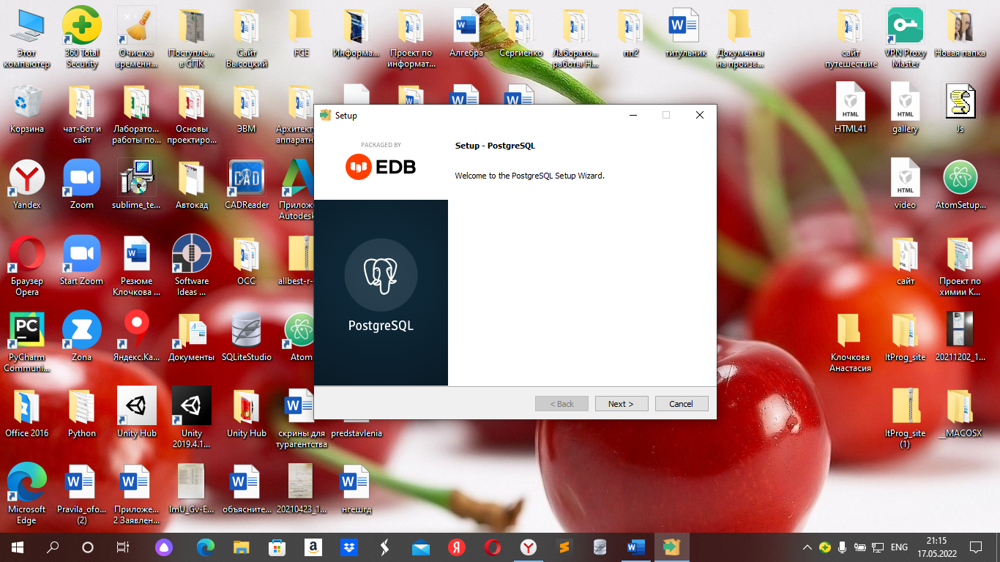 Этот
компьютер
360 Total
Security
Очистка
временн...
Поступле...
в СПК
Сайт
Высоцкий
FCE
Информа...
Проект по
информат...
Алгебра
Сергиенко
Лаборато...
работы Н...
пп2
титульник
Документы
на произв...
сайт
путешествие
VPN Proxy
Master
Новая папка
Корзина
чат-бот и
сайт
Лаборато...
работы по...
Основы
проектиро...
ЭВМ
HTML
HTML41
HTML
gallery
Js
Setup
PACKAGED BY
EDB
Setup - PostgreSQL
Welcome to the PostgreSQL Setup Wizard.
PostgreSQL
< Back
Next >
Cancel
Yandex
Zoom
sublime_te...
Автокад
CAD
CADReader
Autodesk
HTML
video
AtomSetup...
Браузер
Opera
Start Zoom
Резюме
Клочкова ...
Software
Ideas ...
ОСС
сайт
Проект по
химии К...
PC
PyCharm
Communi...
Zona
Яндекс.Ка...
Документы
SQLiteStudio
Atom
Клочкова
Анастасия
ItProg_site
20211202_1...
Office 2016
Python
Unity Hub
Unity
2019.4.1...
Unity Hub
скрины для
турагентства
predstavlenia
ItProg_site
(1)
__MACOSX
Microsoft
Edge
Pravila_ofo...
(2)
Приложе...
2 Заявлен...
ImU_Gv-E...
объясните...
20210423_1...
нгешгд
ENG
21:15
17.05.2022